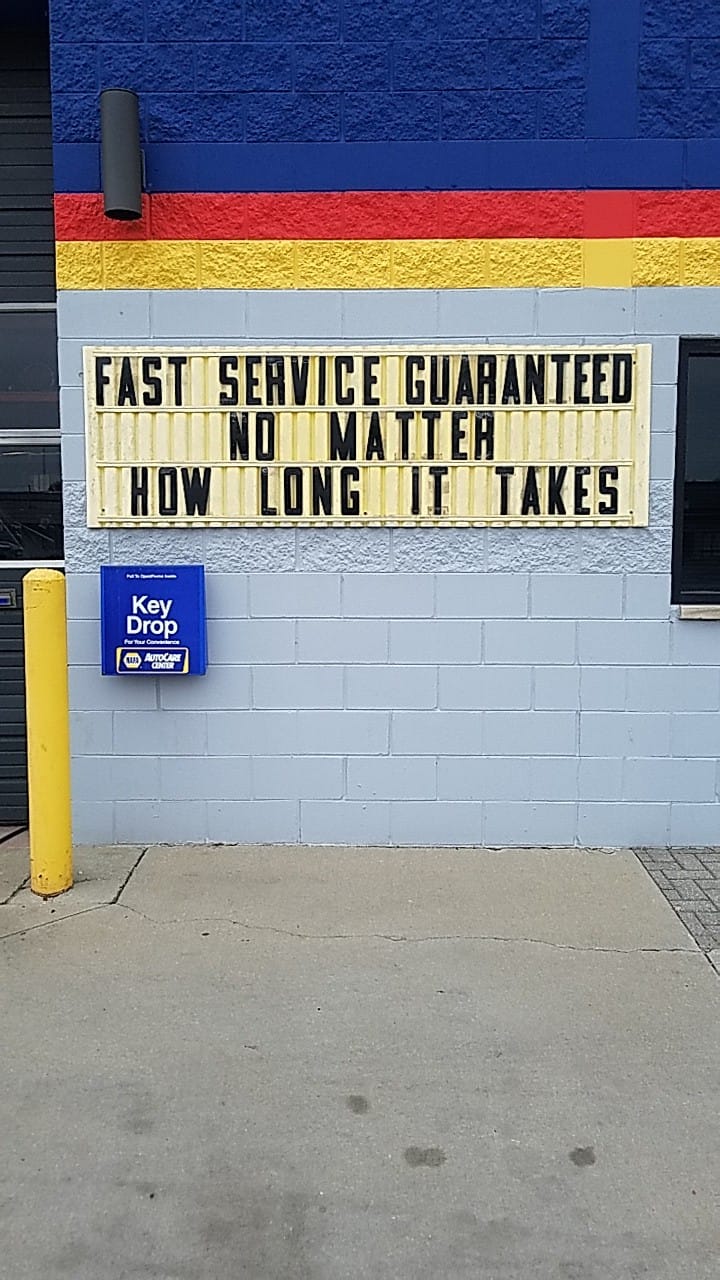 FAST SERVICE GUARANTEED
NO MATTER
HOW LONG IT TAKES
Key
Drop
For Your Convenience
NAPA AUTOCARE
CENTER